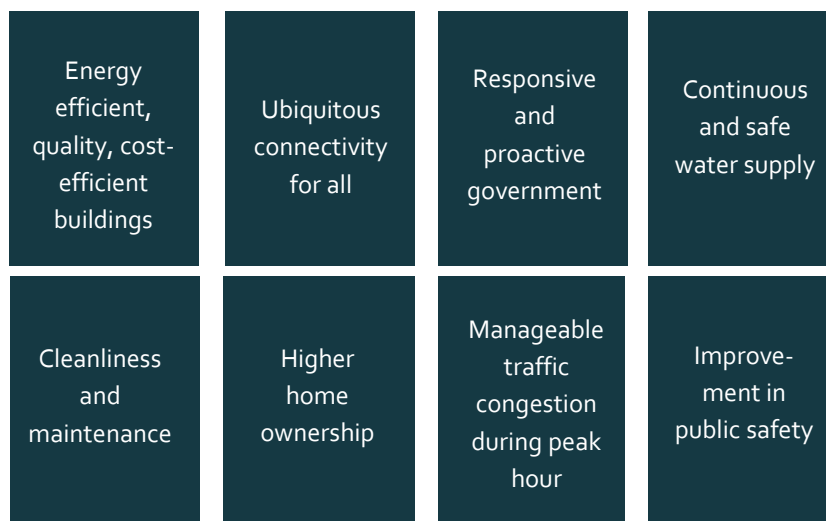 Energy
efficient,
quality, cost-
efficient
buildings
Ubiquitous
connectivity
for all
Responsive
and
proactive
government
Continuous
and safe
water supply
Cleanliness
and
maintenance
Higher
home
ownership
Manageable
traffic
congestion
during peak
hour
Improve-
ment in
public safety